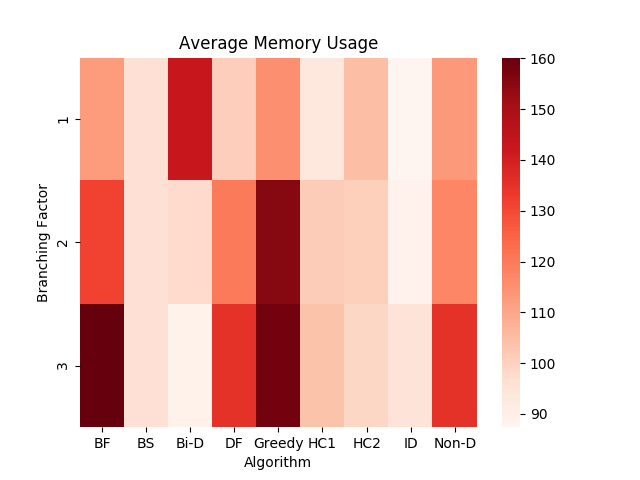 Average Memory Usage
Branching Factor
1
2
3
BF BS Bi-D DF Greedy HC1 HC2 ID Non-D
Algorithm
160
150
140
130
120
110
100
90